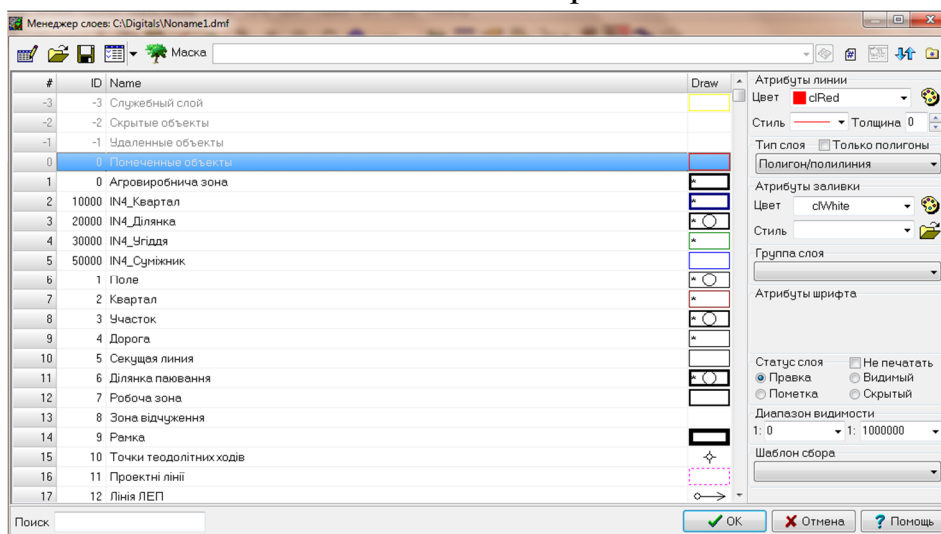 Менеджер слоев: C:\Digitals\Noname1.dmf
Маска
# ID Name Draw
-3 -3 Служебный слой
-2 -2 Скрытые объекты
-1 -1 Удаленные объекты
0 0 Помеченные объекты
1 0 Агровиробнича зона
2 10000 IN4_Квартал
3 20000 IN4_Ділянка
4 30000 IN4_Угіддя
5 50000 IN4_Суміжник
6 1 Поле
7 2 Квартал
8 3 Участок
9 4 Дорога
10 5 Секущая линия
11 6 Ділянка паювання
12 7 Робоча зона
13 8 Зона відчуження
14 9 Рамка
15 10 Точки теодолітних ходів
16 11 Проектні лінії
17 12 Лінія ЛЕП
Атрибуты линии
Цвет clRed
Стиль Толщина 0
Тип слоя Только полигоны
Полигон/полилиния
Атрибуты заливки
Цвет clWhite
Стиль
Группа слоя
Атрибуты шрифта
Статус слоя Не печатать
Правка Видимый
Пометка Скрытый
Диапазон видимости
1: 0 1: 1000000
Шаблон сбора
Поиск OK Отмена Помощь